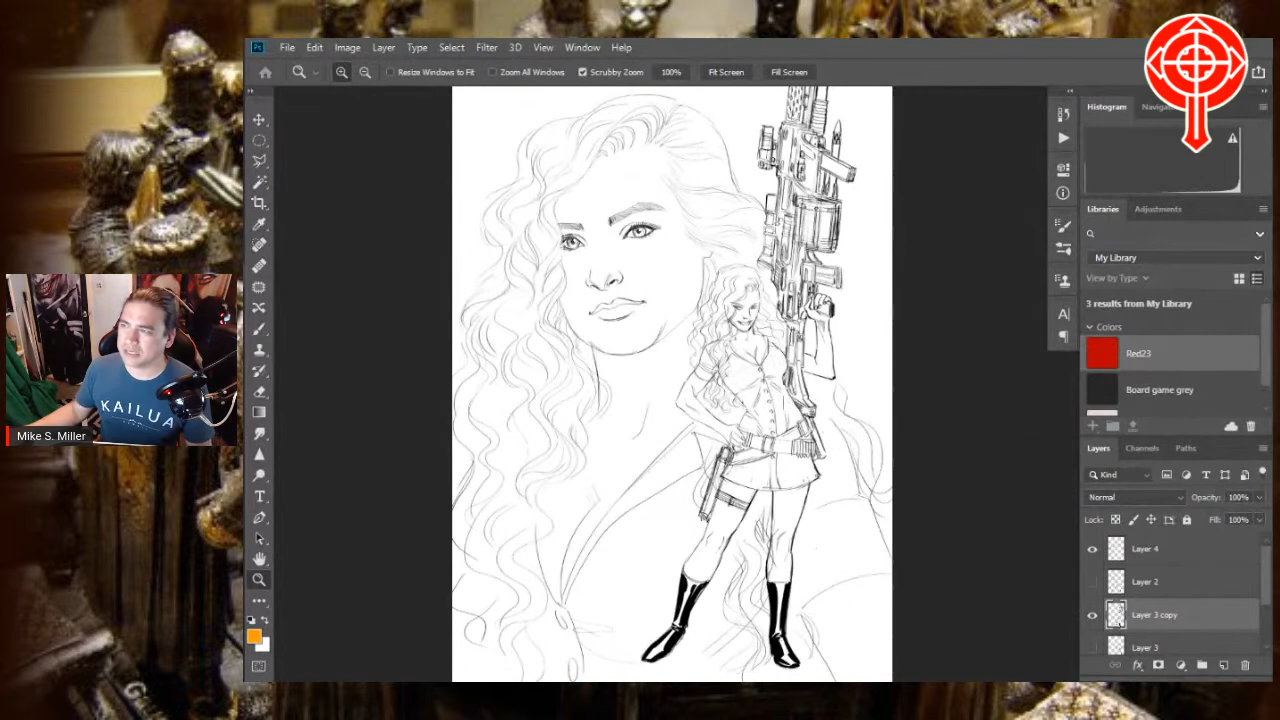 Ps File Edit Image Layer Type Select Filter 3D View Window Help
Resize Windows to Fit Zoom All Windows Scrubby Zoom 100% Fit Screen Fill Screen
Histogram
Libraries Adjustments
My Library
View by Type
3 results from My Library
Colors
Red23
Board game grey
Layers Channels Paths
Kind
Normal Opacity: 100%
Lock: Fill: 100%
Layer 4
Layer 2
Layer 3 copy
Layer 3
KAILUA
Mike S. Miller